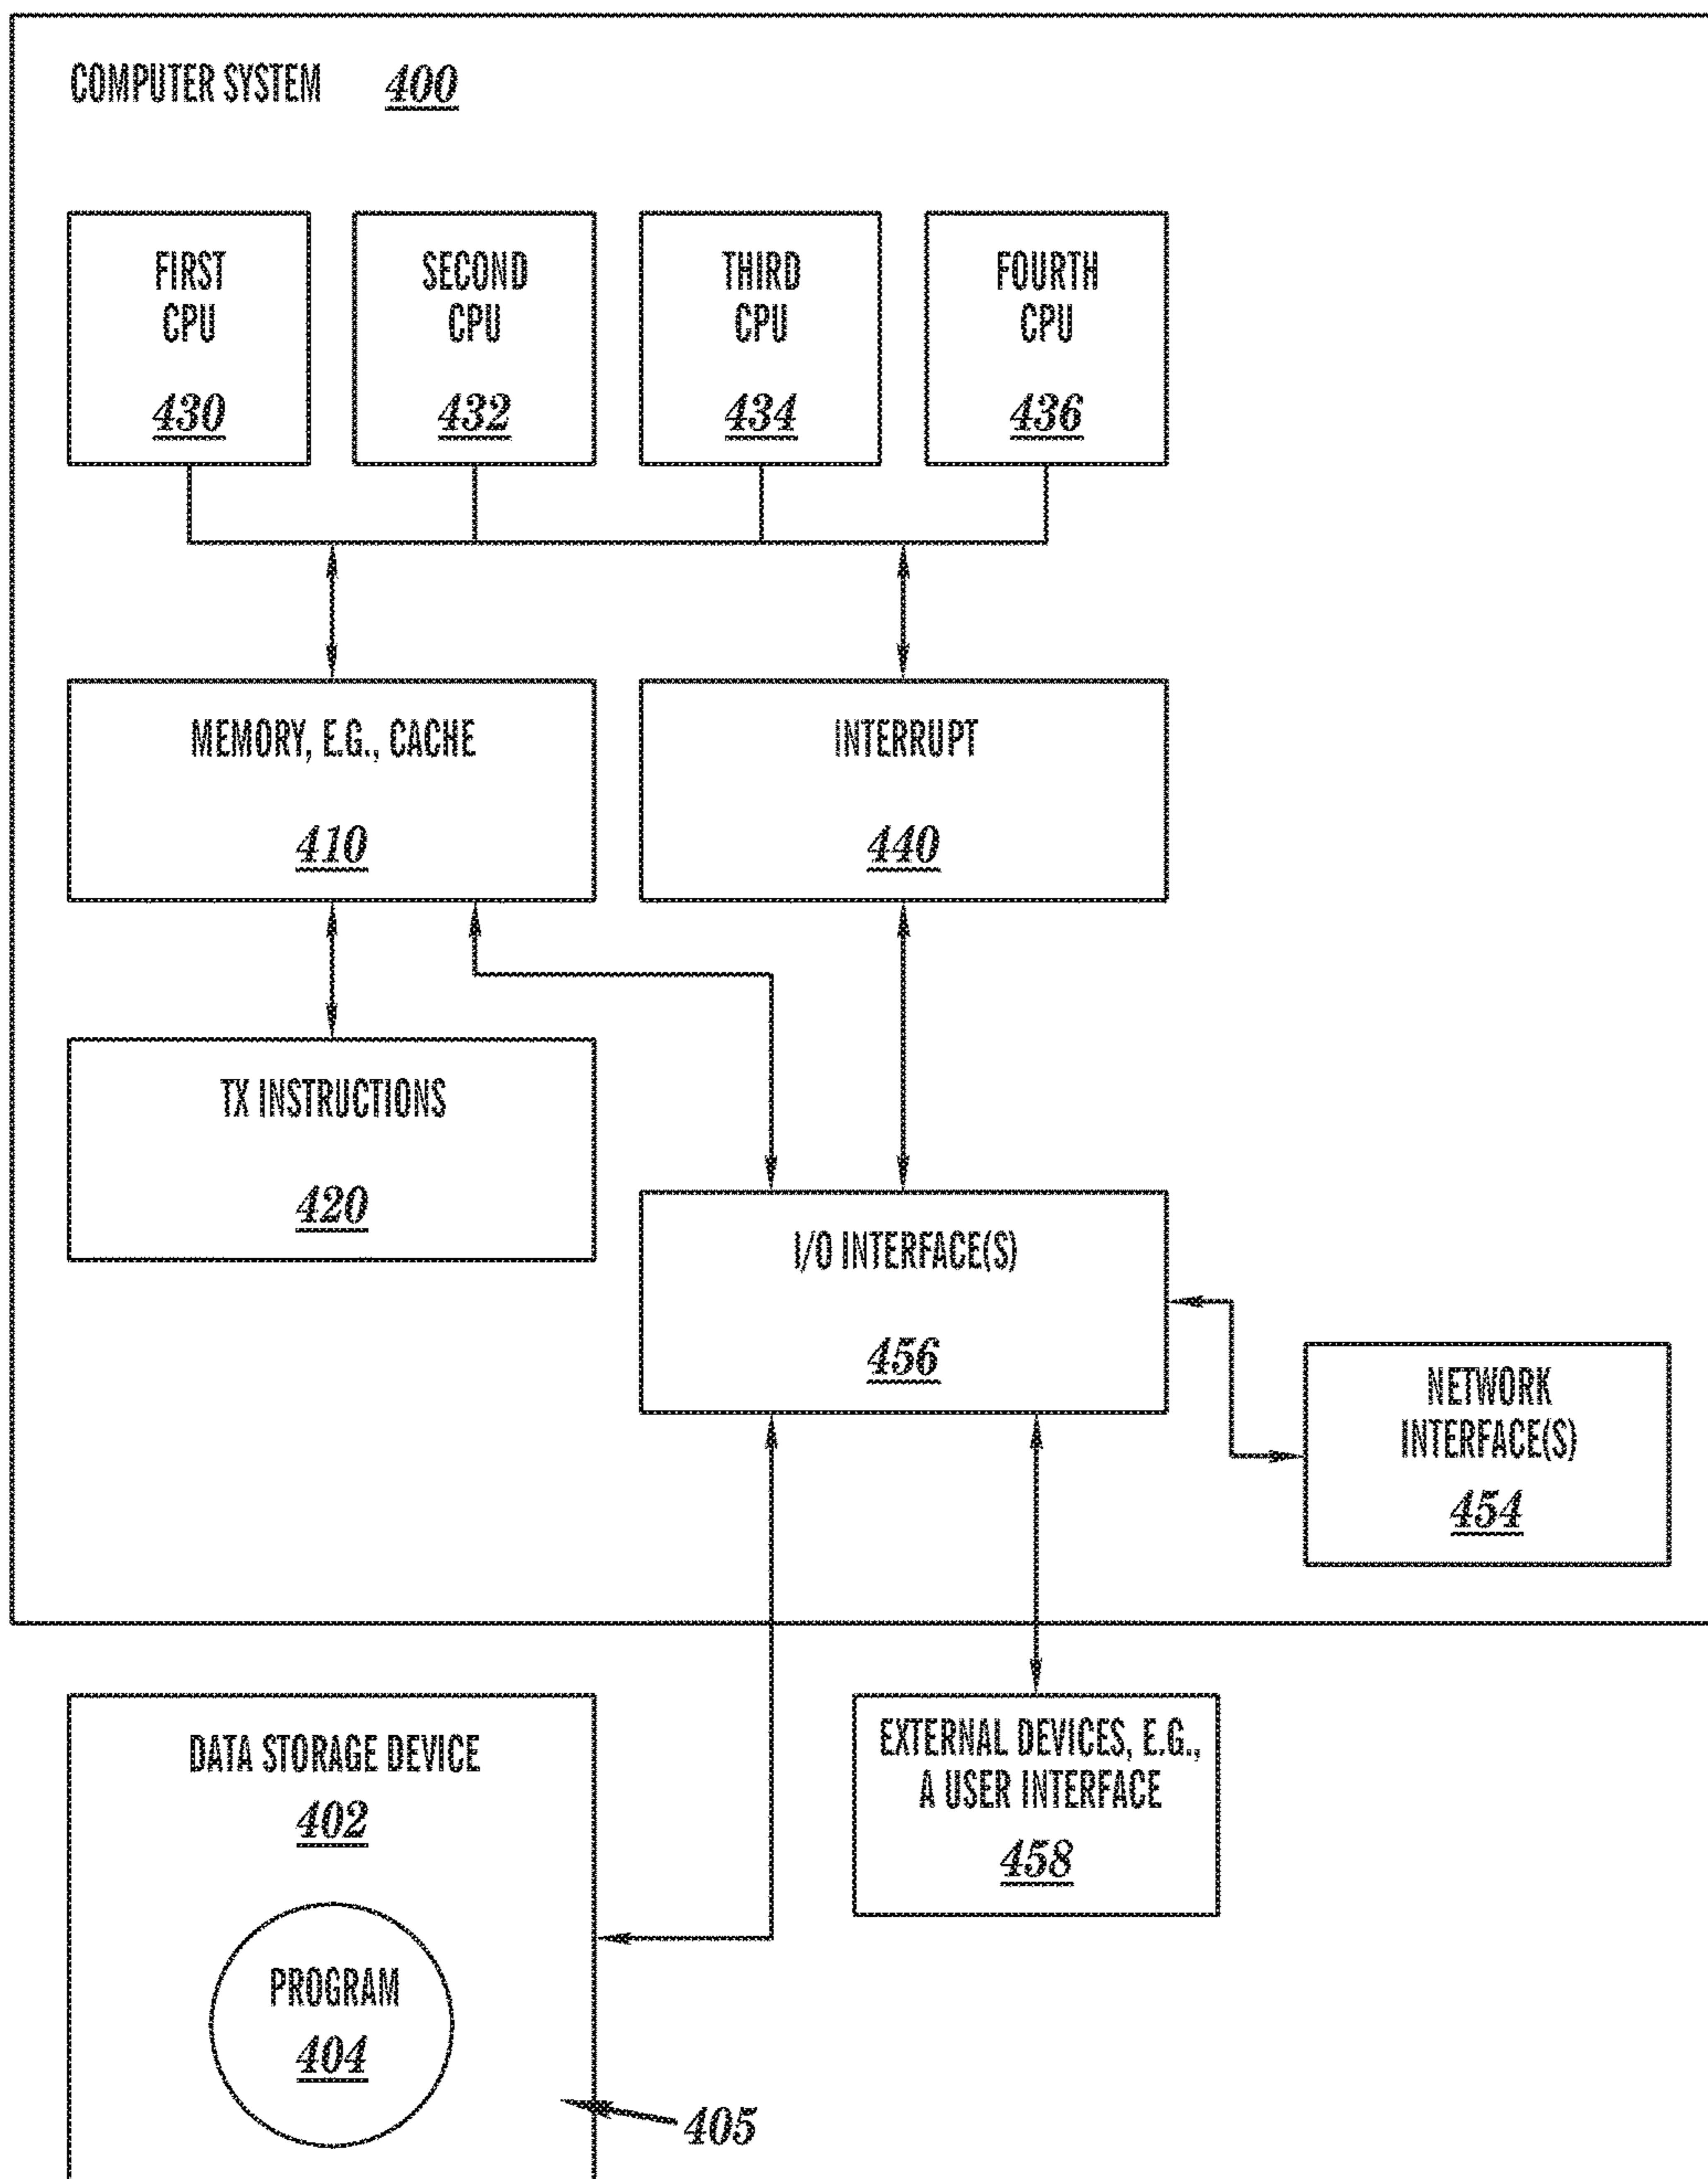 COMPUTER SYSTEM 400
FIRST
CPU
430
SECOND
CPU
432
THIRD
CPU
434
FOURTH
CPU
436
MEMORY, E.G., CACHE
410
INTERRUPT
440
TX INSTRUCTIONS
420
I/O INTERFACE(S)
456
NETWORK
INTERFACE(S)
454
DATA STORAGE DEVICE
402
EXTERNAL DEVICES, E.G.,
A USER INTERFACE
458
PROGRAM
404
405